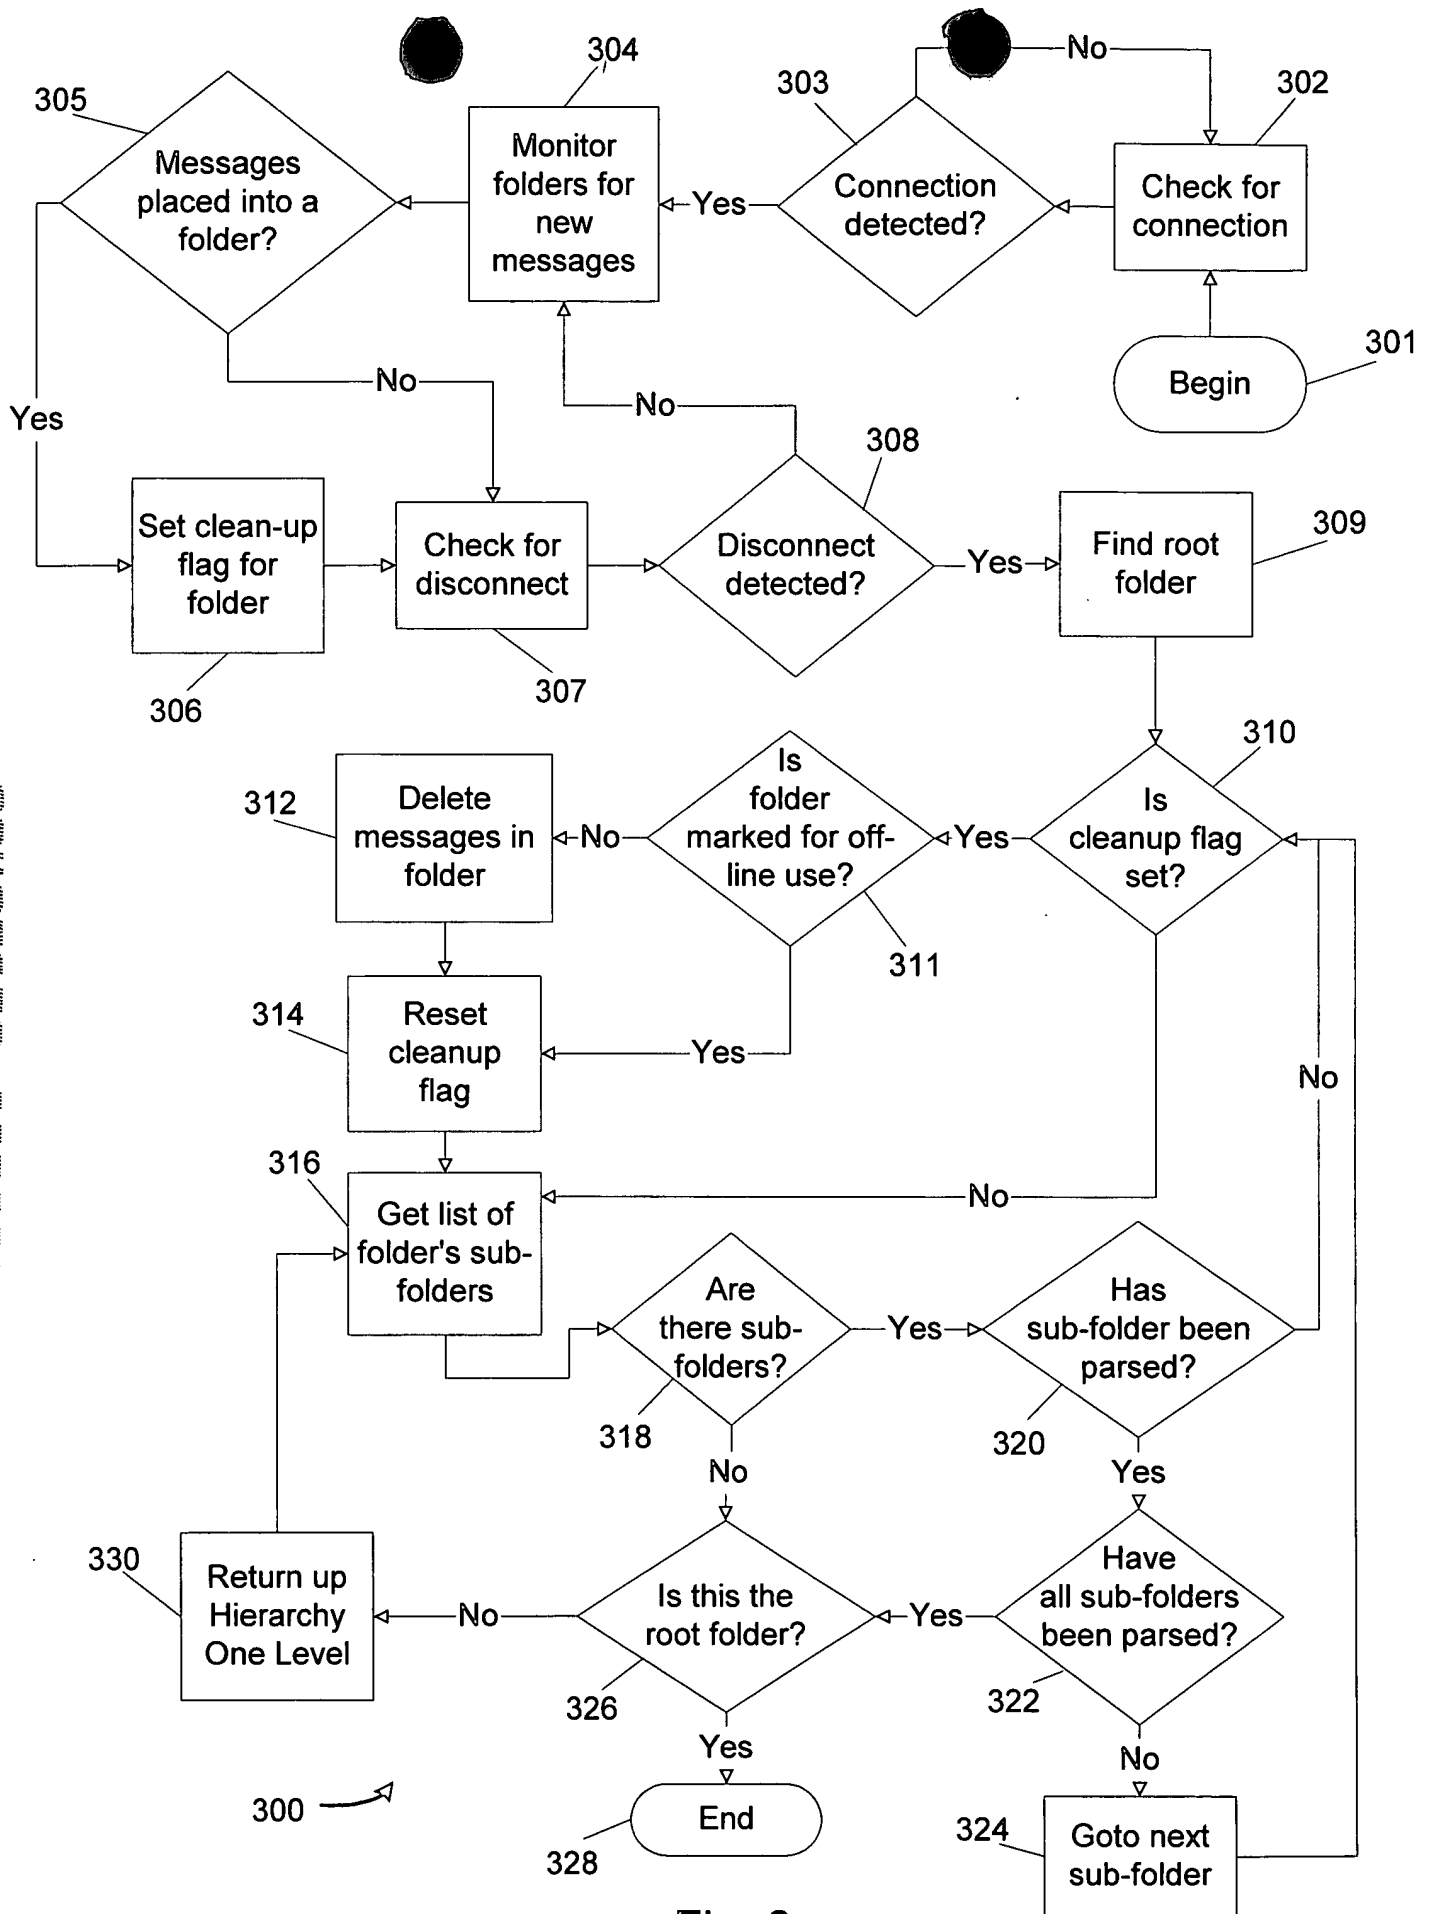 304
No
305
303
302
Messages
placed into a
folder?
Monitor
folders for
new
messages
Yes
Connection
detected?
Check for
connection
301
Begin
No
Yes
No
308
Set clean-up
flag for
folder
Check for
disconnect
Disconnect
detected?
Yes
Find root
folder
309
306
307
310
312
Delete
messages in
folder
No
Is
folder
marked for off-
line use?
Yes
Is
cleanup flag
set?
311
314
Reset
cleanup
flag
Yes
No
316
Get list of
folder's sub-
folders
No
Are
there sub-
folders?
Yes
Has
sub-folder been
parsed?
318
320
No
Yes
330
Return up
Hierarchy
One Level
No
Is this the
root folder?
Yes
Have
all sub-folders
been parsed?
326
322
Yes
No
300
End
328
324
Goto next
sub-folder